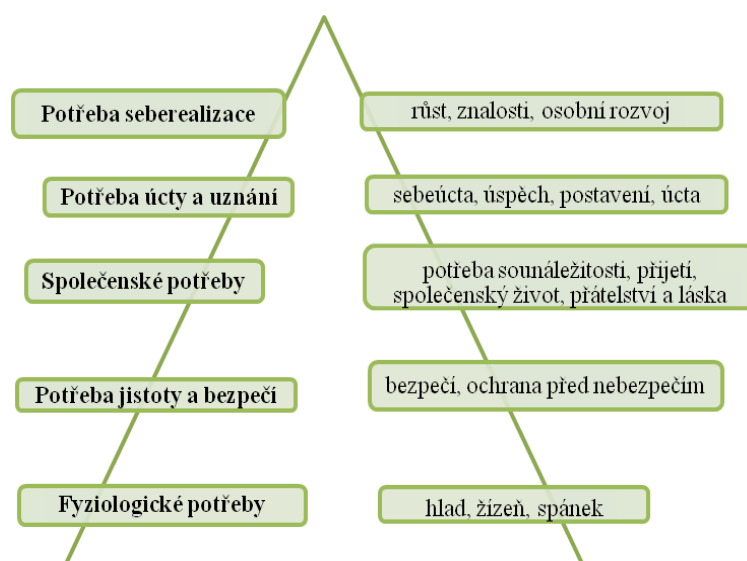 Potřeba seberealizace
růst, znalosti, osobní rozvoj
Potřeba úcty a uznání
sebeúcta, úspěch, postavení, úcta
Společenské potřeby
potřeba sounáležitosti, přijetí,
společenský život, přátelství a láska
Potřeba jistoty a bezpečí
bezpečí, ochrana před nebezpečím
Fyziologické potřeby
hlad, žízeň, spánek